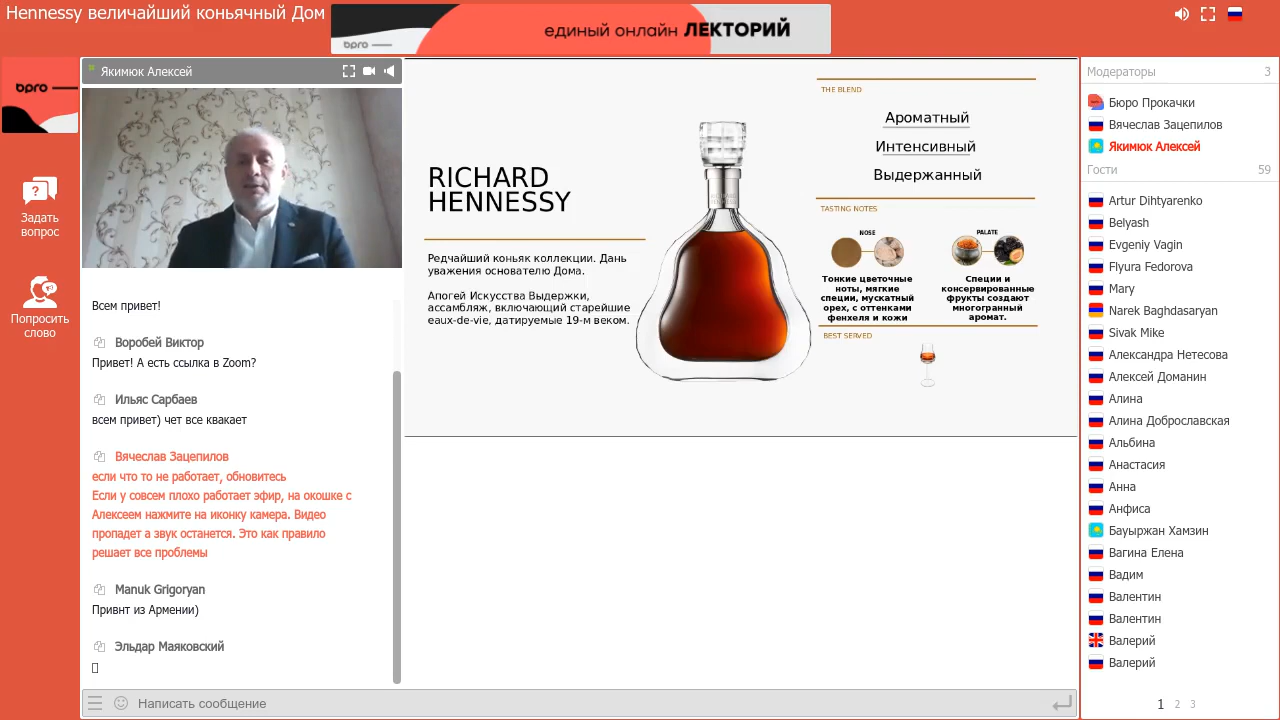 Hennessy величайший коньячный Дом
bpro
единый онлайн ЛЕКТОРИЙ
bpro
Задать
вопрос
Попросить
слово
Якимюк Алексей
Всем привет!
Воробей Виктор
Привет! А есть ссылка в Zoom?
Ильяс Сарбаев
всем привет) чет все квакает
Вячеслав Зацепилов
если что то не работает, обновитесь
Если у совсем плохо работает эфир, на окошке с
Алексеем нажмите на иконку камера. Видео
пропадет а звук останется. Это как правило
решает все проблемы
Manuk Grigoryan
Привнт из Армении)
Эльдар Маяковский
Написать сообщение
RICHARD
HENNESSY
Редчайший коньяк коллекции. Дань
уважения основателю Дома.
Апогей Искусства Выдержки,
ассамбляж, включающий старейшие
eaux-de-vie, датируемые 19-м веком.
THE BLEND
Ароматный
Интенсивный
Выдержанный
TASTING NOTES
NOSE
Тонкие цветочные
ноты, мягкие
специи, мускатный
орех, с оттенками
фенхеля и кожи
PALATE
Специи и
консервированные
фрукты создают
многогранный
аромат.
BEST SERVED
Модераторы 3
Бюро Прокачки
Вячеслав Зацепилов
Якимюк Алексей
Гости 59
Artur Dihtyarenko
Belyash
Evgeniy Vagin
Flyura Fedorova
Mary
Narek Baghdasaryan
Sivak Mike
Александра Нетесова
Алексей Доманин
Алина
Алина Доброславская
Альбина
Анастасия
Анна
Анфиса
Бауыржан Хамзин
Вагина Елена
Вадим
Валентин
Валентин
Валерий
Валерий
1 2 3